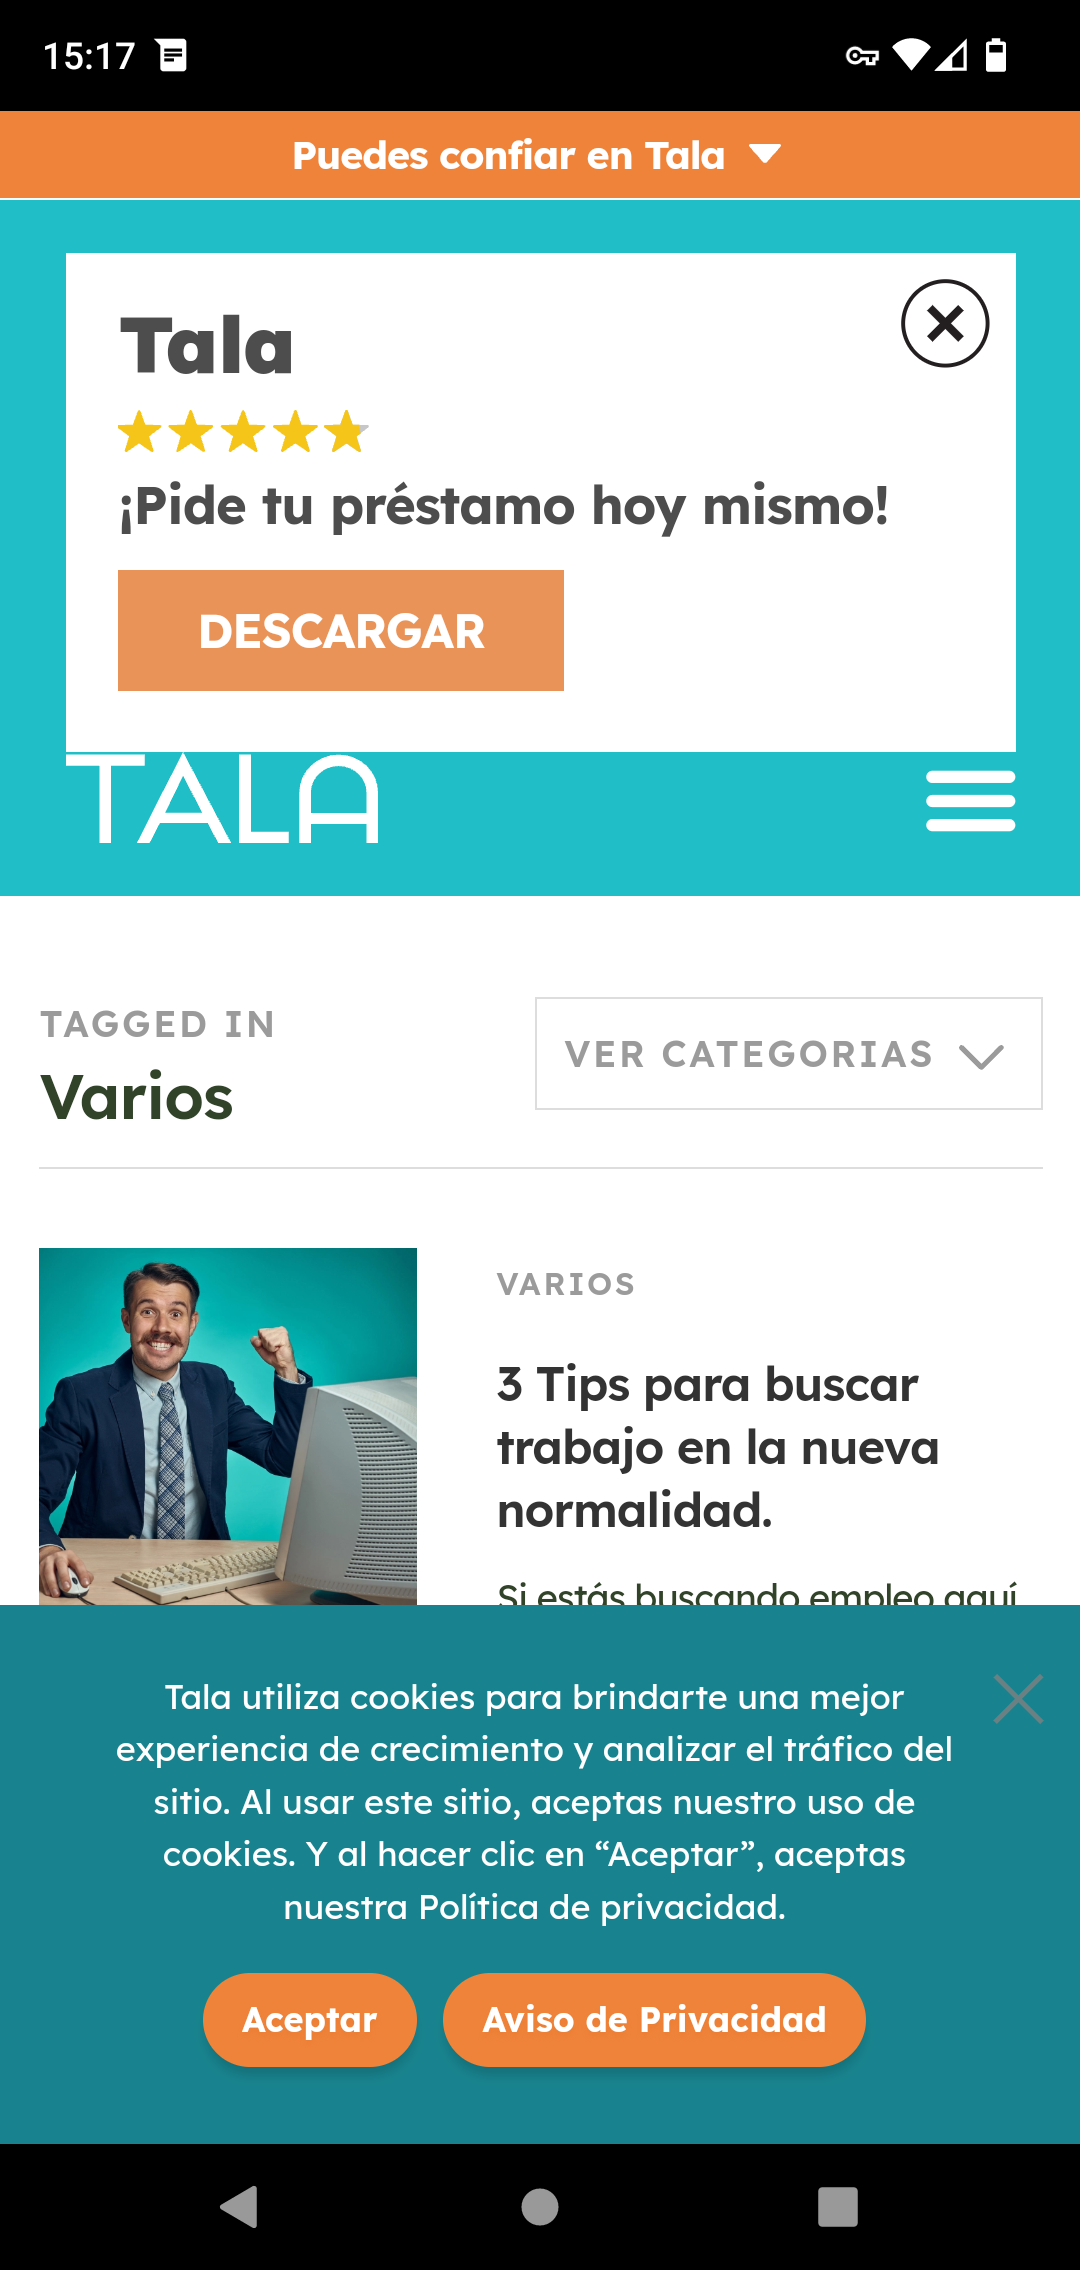 15:17
Puedes confiar en Tala
Tala
¡Pide tu préstamo hoy mismo!
DESCARGAR
TALA
TAGGED IN
Varios
VER CATEGORIAS
VARIOS
3 Tips para buscar
trabajo en la nueva
normalidad.
Si estás buscando empleo aquí
Tala utiliza cookies para brindarte una mejor
experiencia de crecimiento y analizar el tráfico del
sitio. Al usar este sitio, aceptas nuestro uso de
cookies. Y al hacer clic en “Aceptar”, aceptas
nuestra Política de privacidad.
Aceptar
Aviso de Privacidad